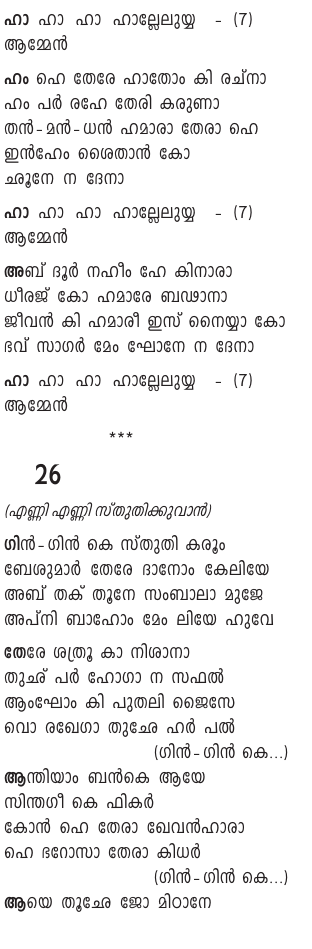 ഹാ ഹാ ഹാ ഹാല്ലേലുയ്യ - (7)
ആമ്മേൻ
ഹം ഹെ തേരേ ഹാതോം കി രച്നാ
ഹം പർ രഹേ തേരി കരുണാ
തൻ-മൻ-ധൻ ഹമാരാ തേരാ ഹെ
ഇൻഹേം ശൈതാൻ കോ
ഛൂനേ ന ദേനാ
ഹാ ഹാ ഹാ ഹാല്ലേലുയ്യ - (7)
ആമ്മേൻ
അബ് ദൂർ നഹീം ഹേ കിനാരാ
ധീരജ് കോ ഹമാരേ ബഢാനാ
ജീവൻ കി ഹമാരീ ഇസ് നൈയ്യാ കോ
ഭവ് സാഗർ മേം ഘോനേ ന ദേനാ
ഹാ ഹാ ഹാ ഹാല്ലേലുയ്യ - (7)
ആമ്മേൻ
***
26
(എണ്ണി എണ്ണി സ്തുതിക്കുവാൻ)
ഗിൻ-ഗിൻ കെ സ്തുതി കരൂം
ബേശുമാർ തേരേ ദാനോം കേലിയേ
അബ് തക് തൂനേ സംബാലാ മുജേ
അപ്നി ബാഹോം മേം ലിയേ ഹുവേ
തേരേ ശത്രൂ കാ നിശാനാ
തുഛ് പർ ഹോഗാ ന സഫൽ
ആംഘോം കി പുതലി ജൈസേ
വൊ രഖേഗാ തുഛേ ഹർ പൽ
(ഗിൻ-ഗിൻ കെ...)
ആന്തിയാം ബൻകെ ആയേ
സിന്തഗീ കെ ഫികർ
കോൻ ഹെ തേരാ ഖേവൻഹാരാ
ഹെ ഭറോസാ തേരാ കിധർ
(ഗിൻ-ഗിൻ കെ...)
ആയെ തൂഛേ ജോ മിഠാനേ